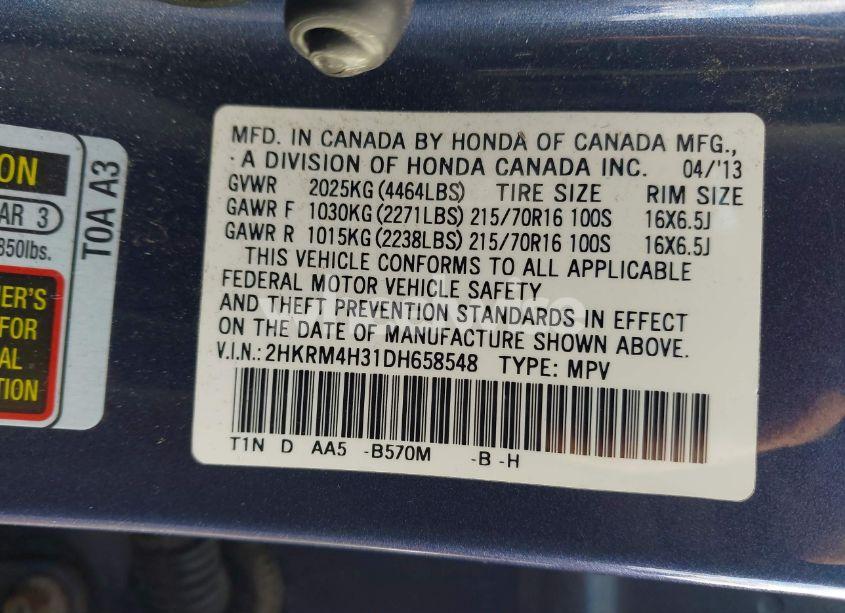 ON
AR 3
350lbs.
ER'S
FOR
AL
TION
TOA A3
MFD. IN CANADA BY HONDA OF CANADA MFG.,
A DIVISION OF HONDA CANADA INC. 04/'13
GVWR 2025KG(4464LBS) TIRE SIZE RIM SIZE
GAWR F 1030KG(2271LBS) 215/70R16 100S 16X6.5J
GAWR R 1015KG(2238LBS) 215/70R16 100S 16X6.5J
THIS VEHICLE CONFORMS TO ALL APPLICABLE
FEDERAL MOTOR VEHICLE SAFETY
AND THEFT PREVENTION STANDARDS IN EFFECT
ON THE DATE OF MANUFACTURE SHOWN ABOVE.
V.I.N.: 2HKRM4H31DH658548 TYPE: MPV
T1N D AA5 -B570M -B -H